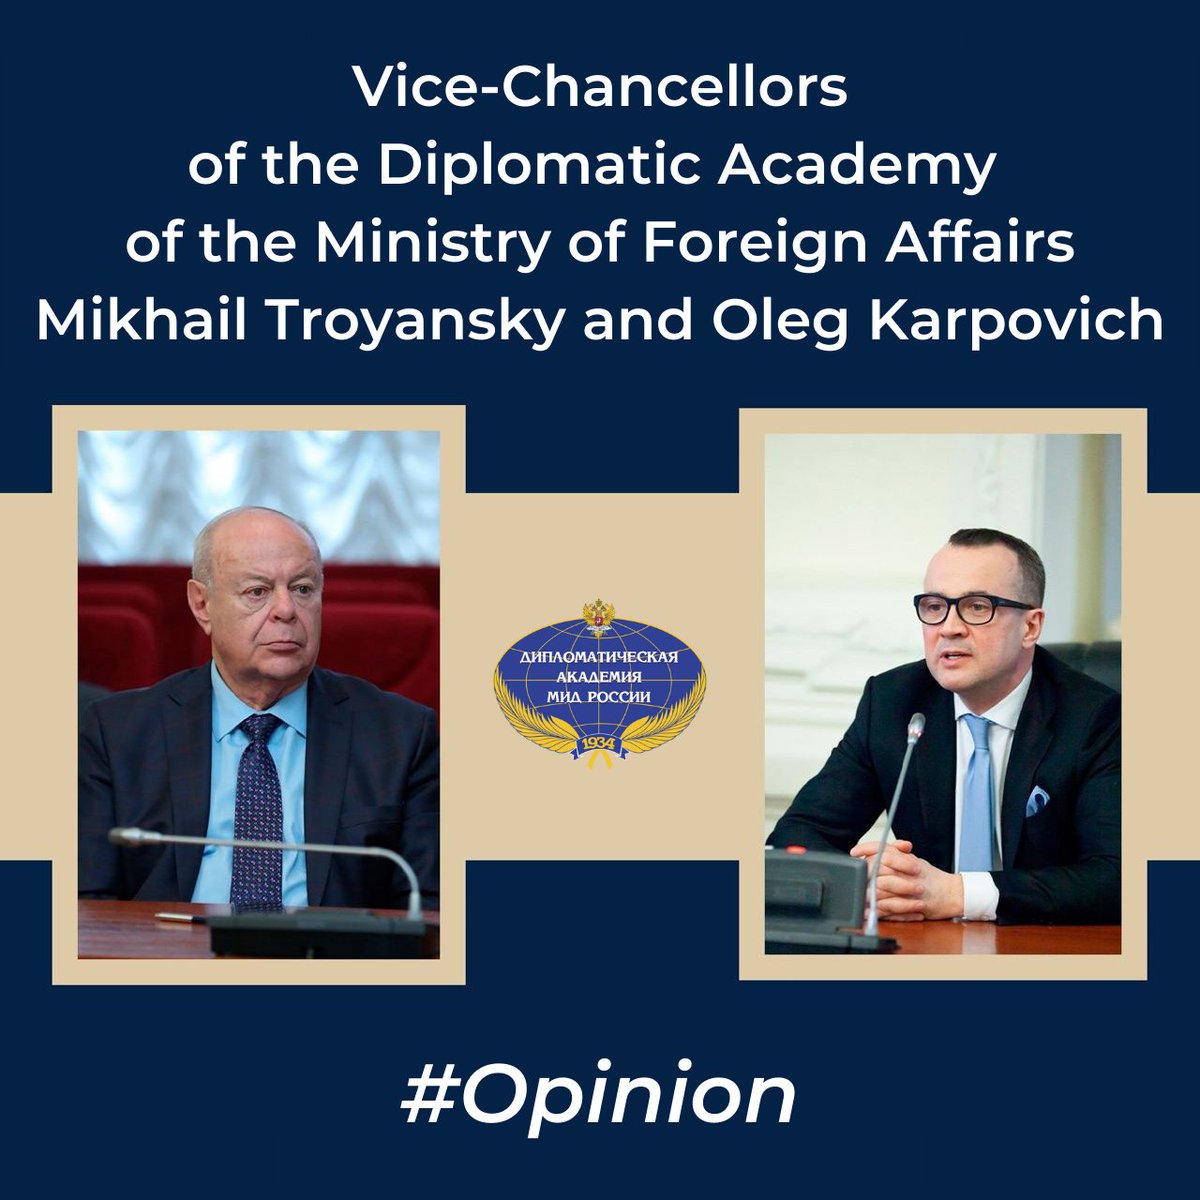 Vice-Chancellors
of the Diplomatic Academy
of the Ministry of Foreign Affairs
Mikhail Troyansky and Oleg Karpovich
ДИПЛОМАТИЧЕСКАЯ
АКАДЕМИЯ
МИД РОССИИ
1934
#Opinion